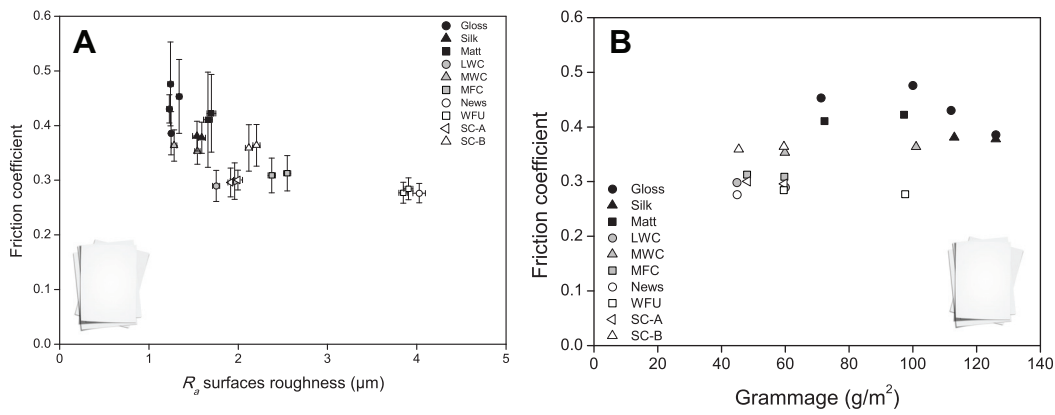 A
0.6
0.5
0.4
0.3
0.2
0.1
0.0
Friction coefficient
0
1
2
3
4
5
R_a surfaces roughness (μm)
Gloss
Silk
Matt
LWC
MWC
MFC
News
WFU
SC-A
SC-B
B
0.6
0.5
0.4
0.3
0.2
0.1
0.0
Friction coefficient
0
20
40
60
80
100
120
140
Grammage (g/m²)
Gloss
Silk
Matt
LWC
MWC
MFC
News
WFU
SC-A
SC-B